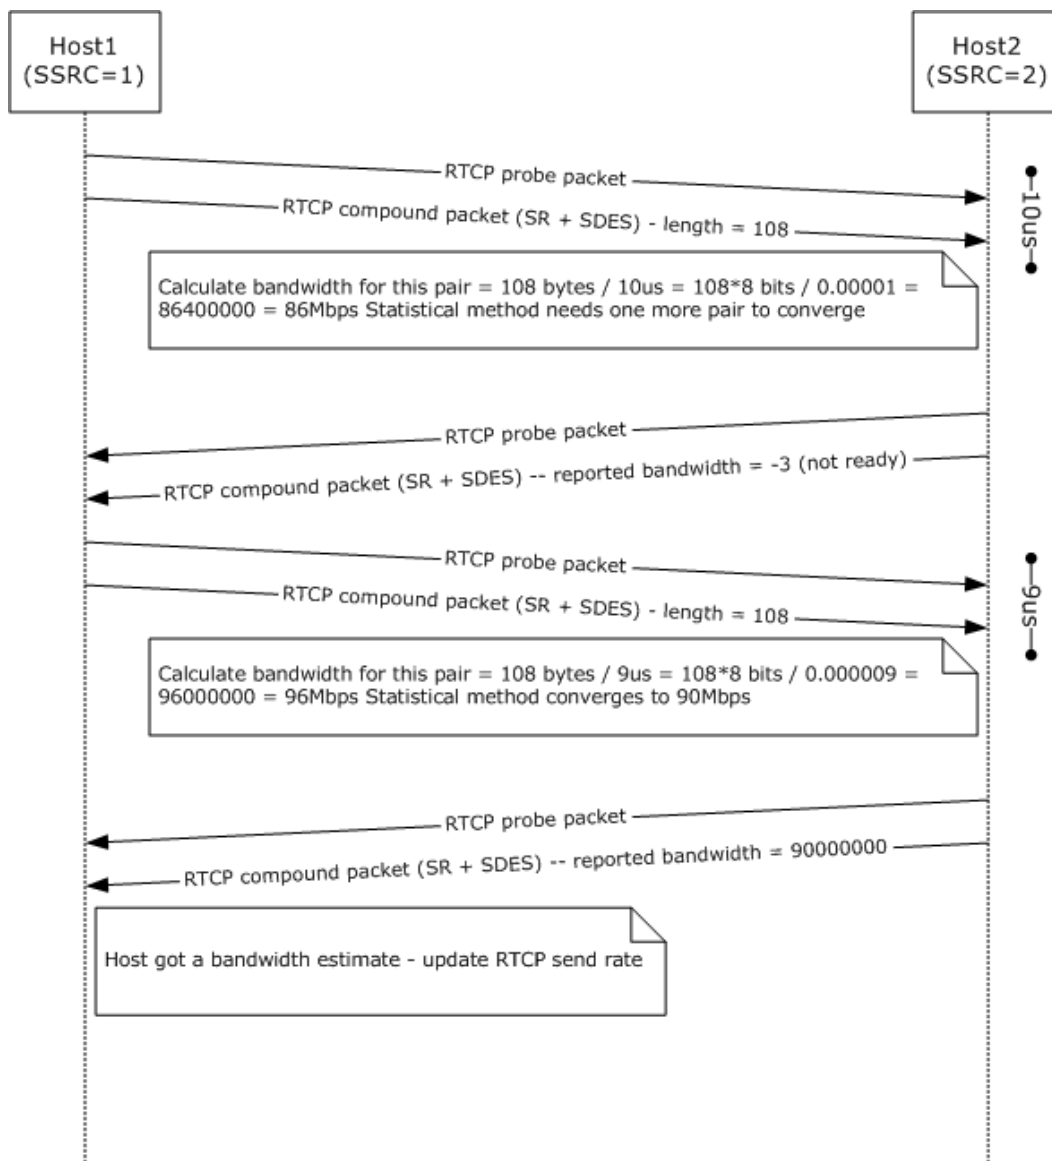 Host1
(SSRC=1)
Host2
(SSRC=2)
RTCP probe packet
RTCP compound packet (SR + SDES) - length = 108
10us
Calculate bandwidth for this pair = 108 bytes / 10us = 108*8 bits / 0.00001 =
86400000 = 86Mbps Statistical method needs one more pair to converge
RTCP probe packet
RTCP compound packet (SR + SDES) -- reported bandwidth = -3 (not ready)
RTCP probe packet
RTCP compound packet (SR + SDES) - length = 108
9us
Calculate bandwidth for this pair = 108 bytes / 9us = 108*8 bits / 0.000009 =
96000000 = 96Mbps Statistical method converges to 90Mbps
RTCP probe packet
RTCP compound packet (SR + SDES) -- reported bandwidth = 90000000
Host got a bandwidth estimate - update RTCP send rate